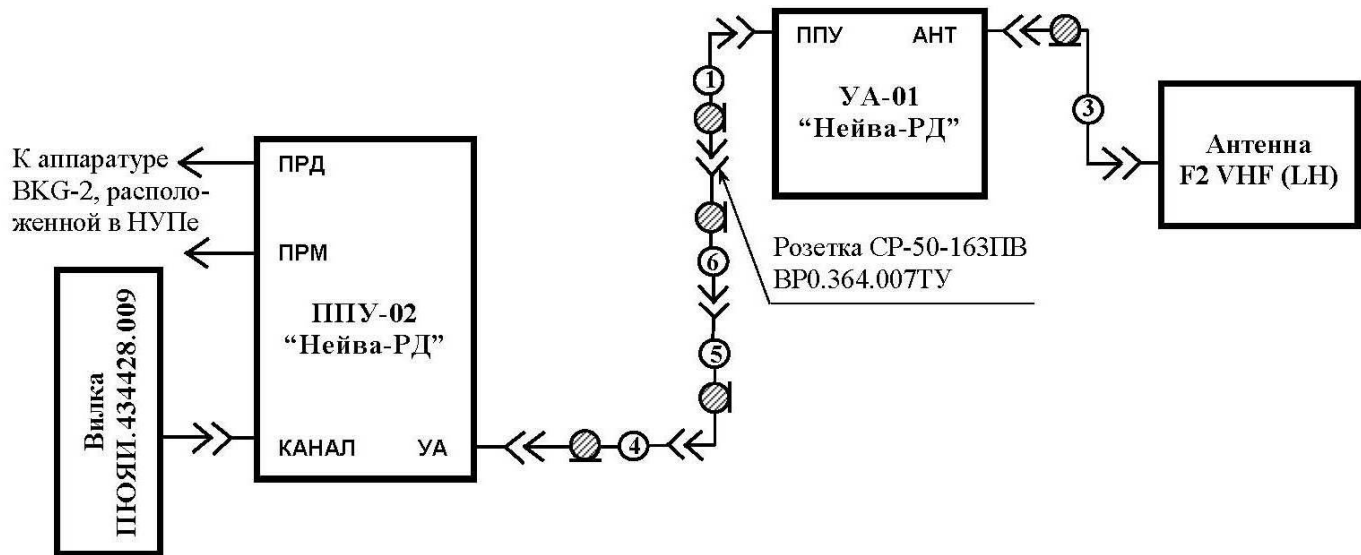 ППУ
АНТ
УА-01
“Нейва-РД”
1
3
Антенна
F2 VHF (LH)
К аппаратуре
BKG-2, располо-
женной в НУПе
ПРД
ПРМ
ППУ-02
“Нейва-РД”
КАНАЛ
УА
Вилка
ПЮЯИ.434428.009
Розетка СР-50-163ПВ
ВР0.364.007ТУ
6
5
4